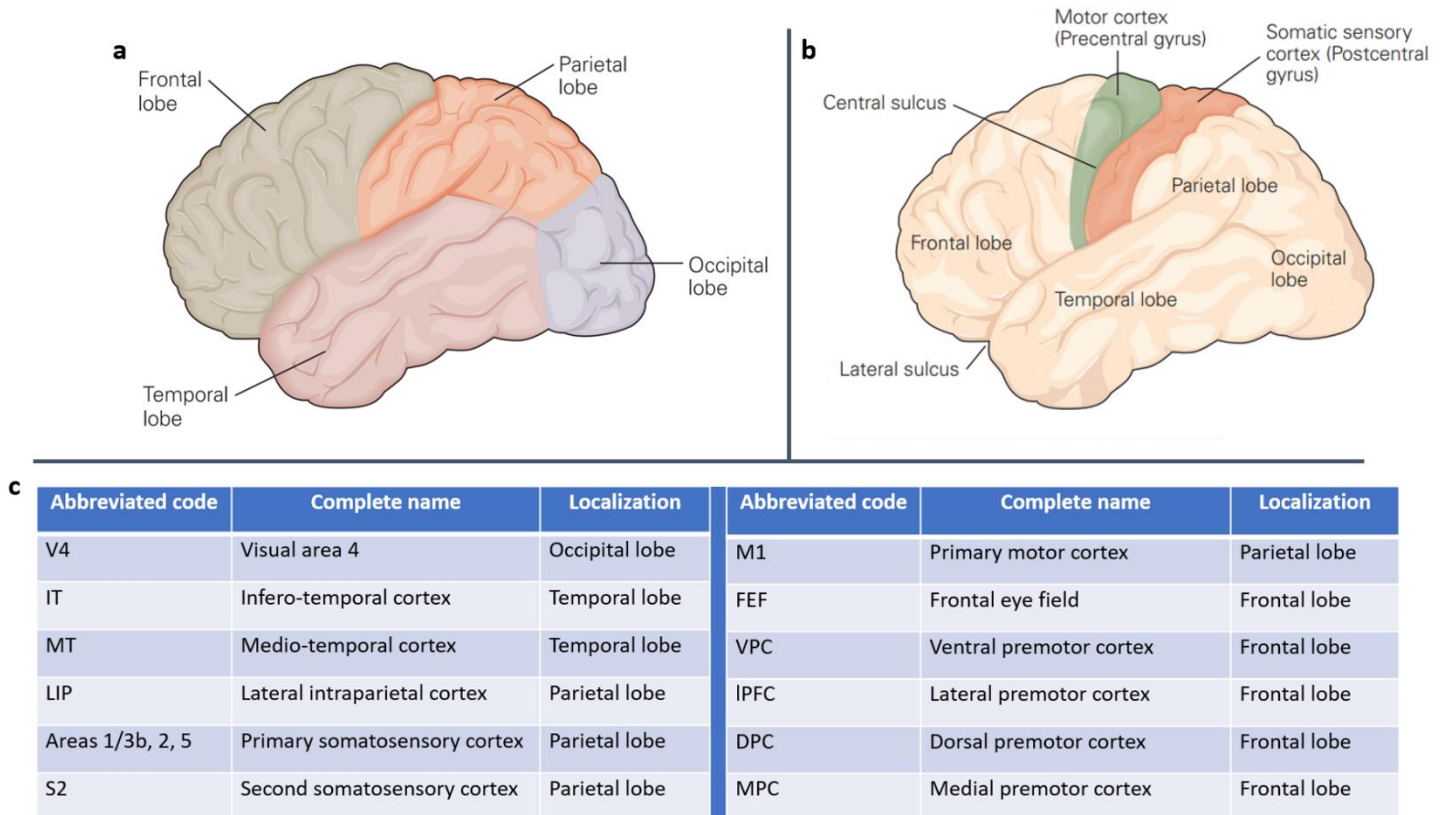 a
Frontal
lobe
Parietal
lobe
Occipital
lobe
Temporal
lobe
b
Motor cortex
(Precentral gyrus)
Somatic sensory
cortex (Postcentral
gyrus)
Central sulcus
Parietal lobe
Frontal lobe
Occipital
lobe
Temporal lobe
Lateral sulcus
c
Abbreviated code Complete name Localization Abbreviated code Complete name Localization
V4 Visual area 4 Occipital lobe M1 Primary motor cortex Parietal lobe
IT Infero-temporal cortex Temporal lobe FEF Frontal eye field Frontal lobe
MT Medio-temporal cortex Temporal lobe VPC Ventral premotor cortex Frontal lobe
LIP Lateral intraparietal cortex Parietal lobe lPFC Lateral premotor cortex Frontal lobe
Areas 1/3b, 2, 5 Primary somatosensory cortex Parietal lobe DPC Dorsal premotor cortex Frontal lobe
S2 Second somatosensory cortex Parietal lobe MPC Medial premotor cortex Frontal lobe